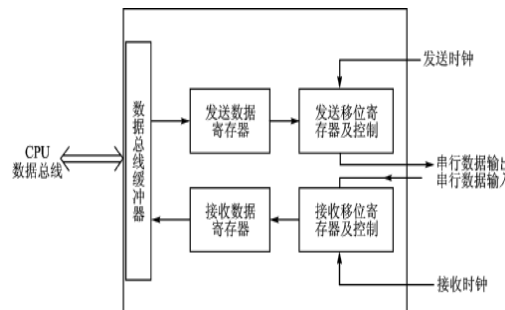 发送时钟
发送数据
寄存器
发送移位寄
存器及控制
数据总线缓冲器
CPU
数据总线
串行数据输出
串行数据输入
接收数据
寄存器
接收移位寄
存器及控制
接收时钟